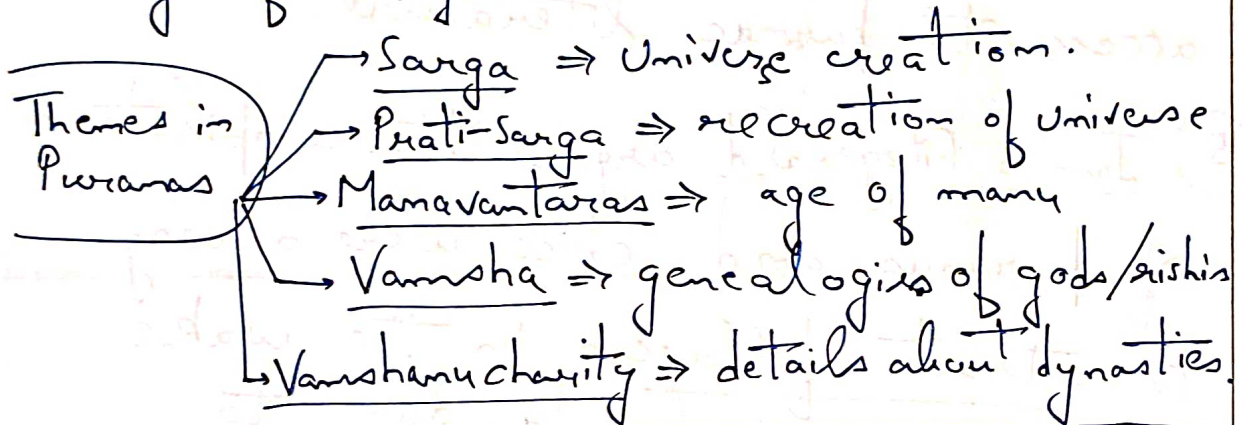 Themes in
Puranas
Sarga ⇒ Universe creation.
Prati-Sarga ⇒ recreation of Universe
Manavantaras ⇒ age of manu
Vamsha ⇒ genealogies of gods/rishis
Vamshanucharity ⇒ details about dynasties.